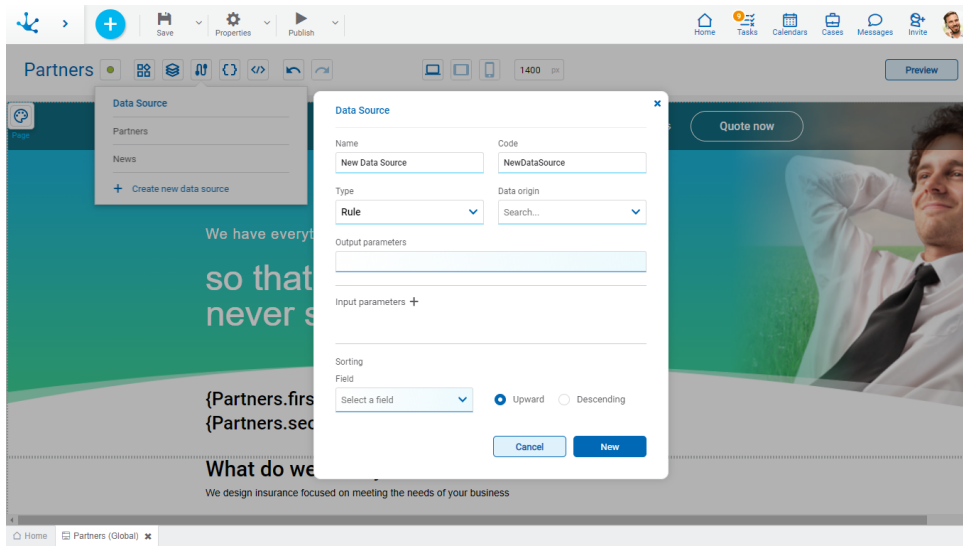 Save
Properties
Publish
Home
9
Tasks
Calendars
Cases
Messages
Invite
Partners
1400 px
Preview
Page
Data Source
Partners
News
+ Create new data source
Quote now
We have everyt
so that
never s
{Partners.firs
{Partners.sec
What do we
We design insurance focused on meeting the needs of your business
Data Source
Name
Code
New Data Source
NewDataSource
Type
Data origin
Rule
Search...
Output parameters
Input parameters +
Sorting
Field
Select a field
Upward
Descending
Cancel
New
Home
Partners (Global)